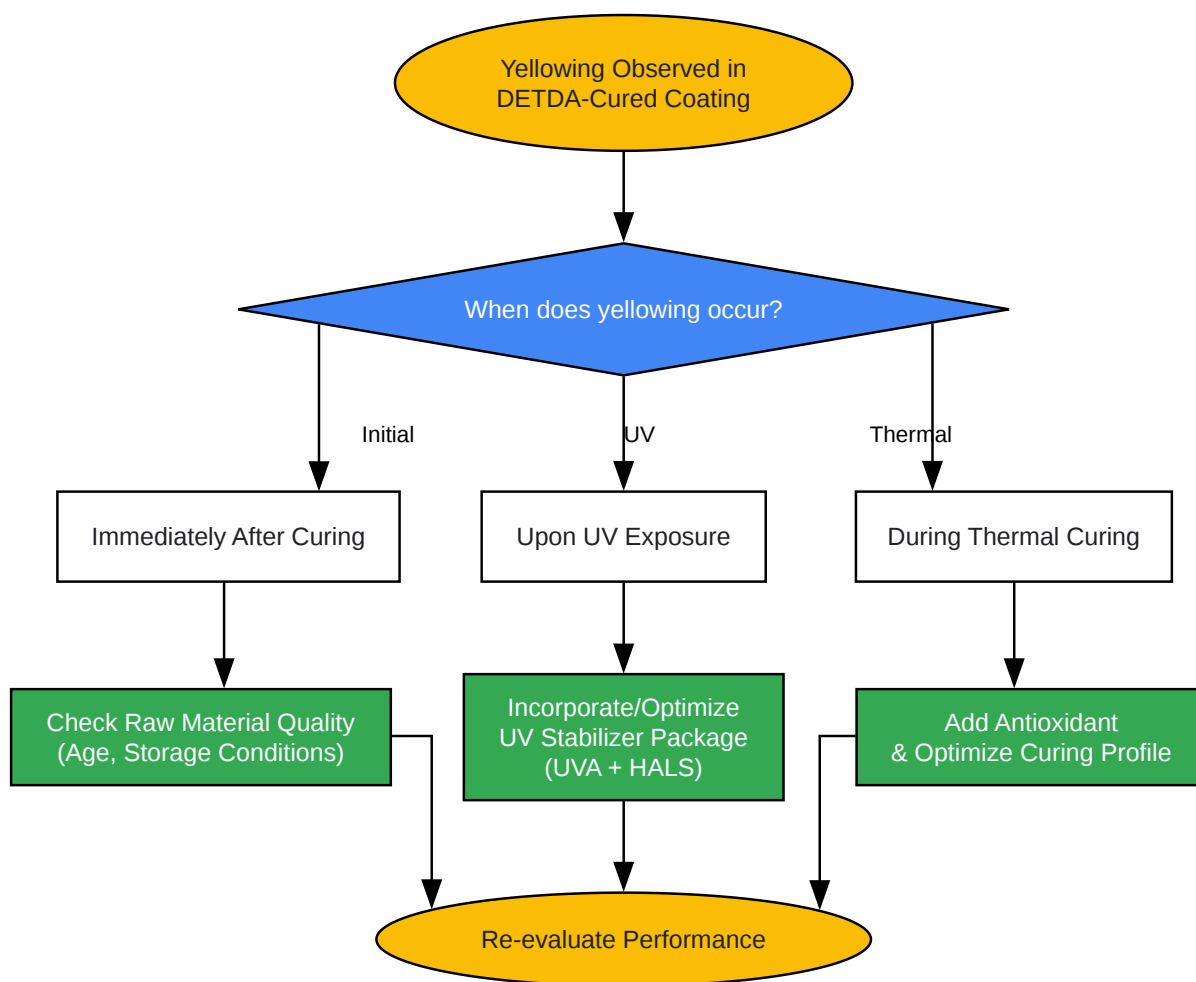 Yellowing Observed in
DETDA-Cured Coating
When does yellowing occur?
Initial
UV
Thermal
Immediately After Curing
Upon UV Exposure
During Thermal Curing
Check Raw Material Quality
(Age, Storage Conditions)
Incorporate/Optimize
UV Stabilizer Package
(UVA + HALS)
Add Antioxidant
& Optimize Curing Profile
Re-evaluate Performance